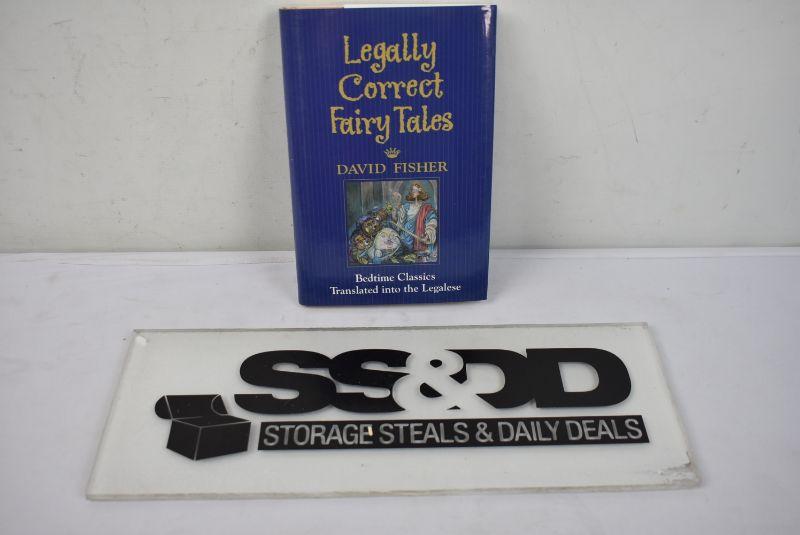 Legally
Correct
Fairy Tales
DAVID FISHER
Bedtime Classics
Translated into the Legalese
SS&DD
STORAGE STEALS & DAILY DEALS